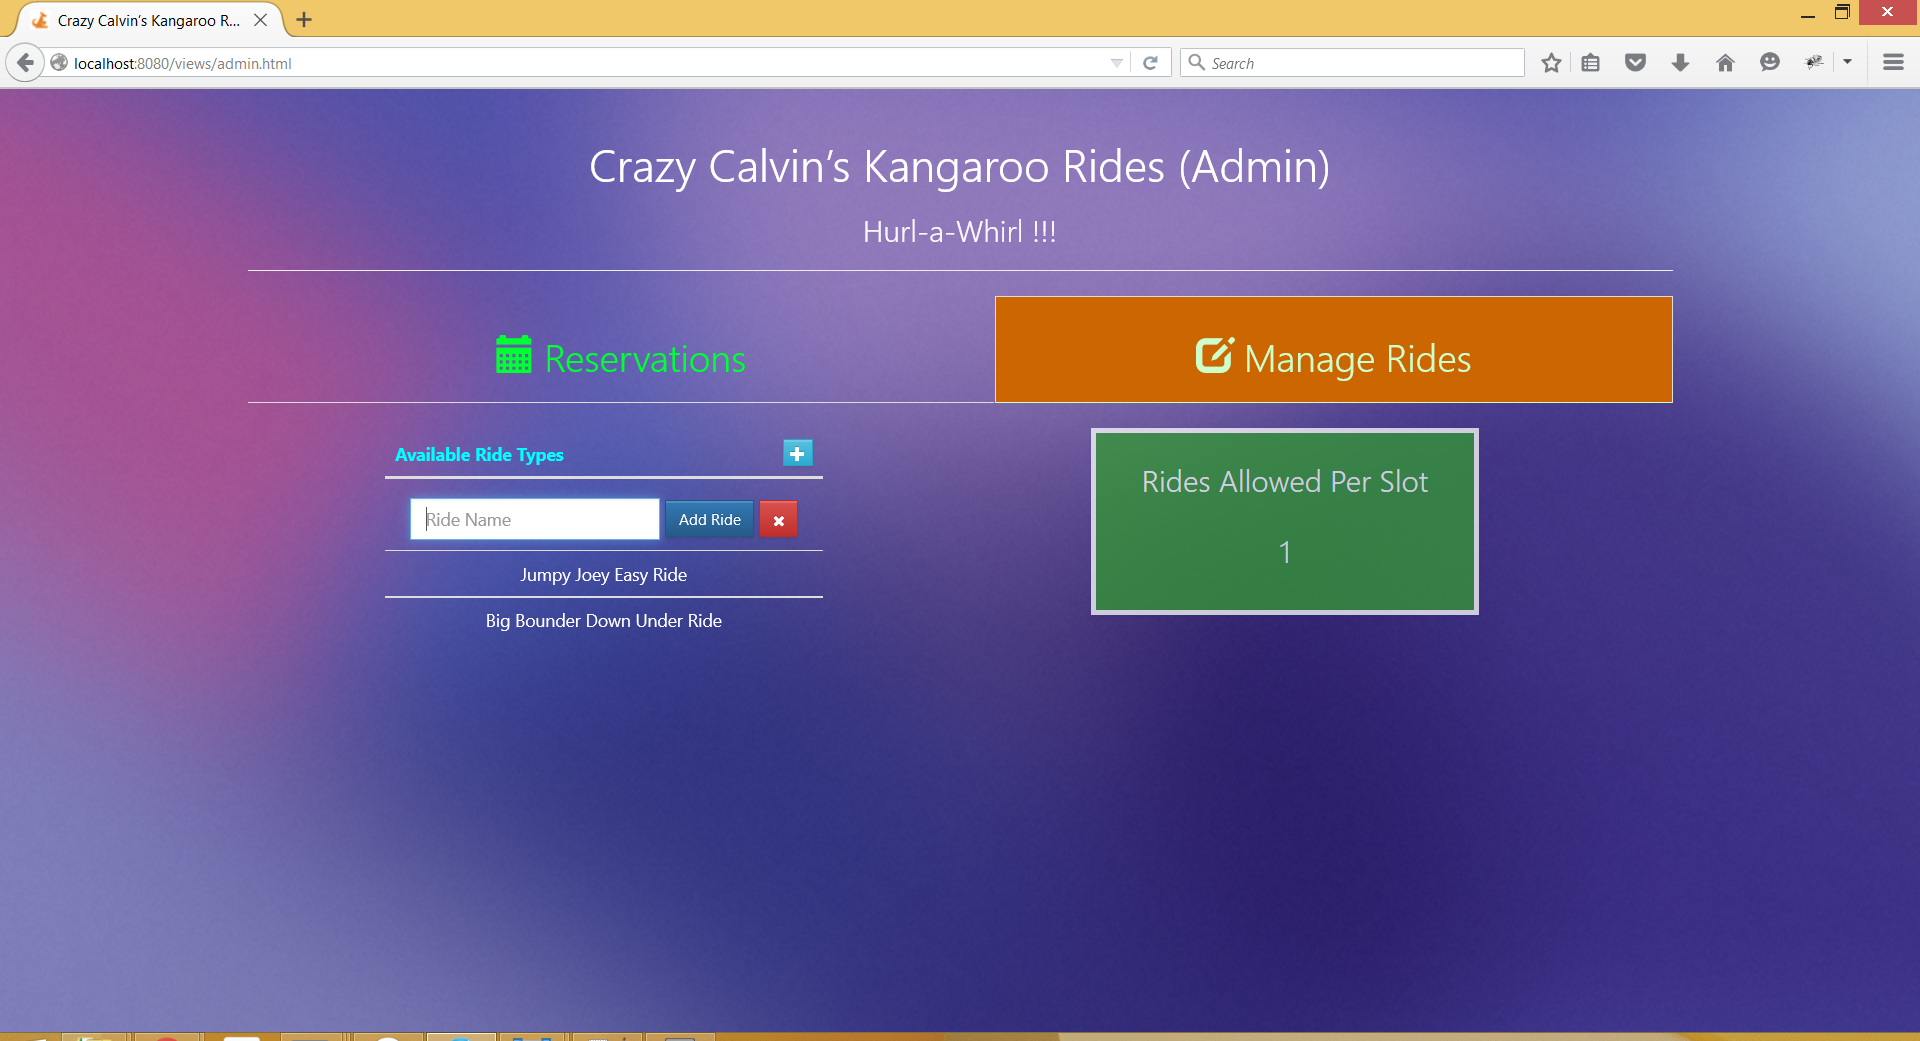 Crazy Calvin's Kangaroo R...
localhost:8080/views/admin.html
Search
Crazy Calvin's Kangaroo Rides (Admin)
Hurl-a-Whirl !!!
Reservations
Manage Rides
Available Ride Types
Ride Name
Add Ride
Jumpy Joey Easy Ride
Big Bounder Down Under Ride
Rides Allowed Per Slot
1